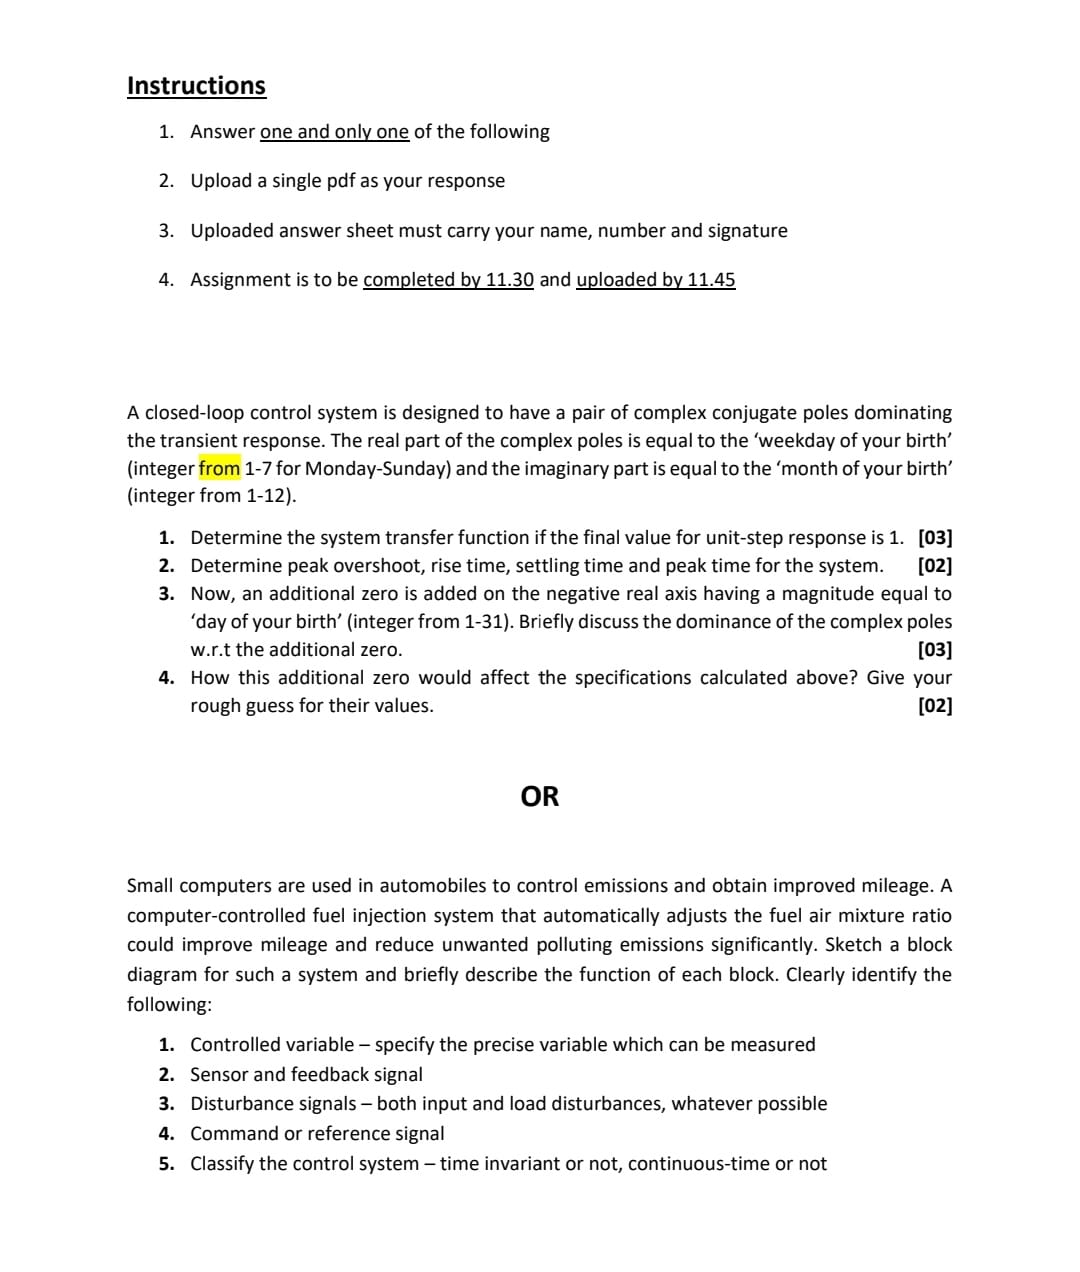 Instructions
1. Answer one and only one of the following
2. Upload a single pdf as your response
3. Uploaded answer sheet must carry your name, number and signature
4. Assignment is to be completed by 11.30 and uploaded by 11.45
A closed-loop control system is designed to have a pair of complex conjugate poles dominating
the transient response. The real part of the complex poles is equal to the ‘weekday of your birth’
(integer from 1-7 for Monday-Sunday) and the imaginary part is equal to the ‘month of your birth’
(integer from 1-12).
1. Determine the system transfer function if the final value for unit-step response is 1. [03]
2. Determine peak overshoot, rise time, settling time and peak time for the system. [02]
3. Now, an additional zero is added on the negative real axis having a magnitude equal to
‘day of your birth’ (integer from 1-31). Briefly discuss the dominance of the complex poles
w.r.t the additional zero. [03]
4. How this additional zero would affect the specifications calculated above? Give your
rough guess for their values. [02]
OR
Small computers are used in automobiles to control emissions and obtain improved mileage. A
computer-controlled fuel injection system that automatically adjusts the fuel air mixture ratio
could improve mileage and reduce unwanted polluting emissions significantly. Sketch a block
diagram for such a system and briefly describe the function of each block. Clearly identify the
following:
1. Controlled variable – specify the precise variable which can be measured
2. Sensor and feedback signal
3. Disturbance signals – both input and load disturbances, whatever possible
4. Command or reference signal
5. Classify the control system – time invariant or not, continuous-time or not